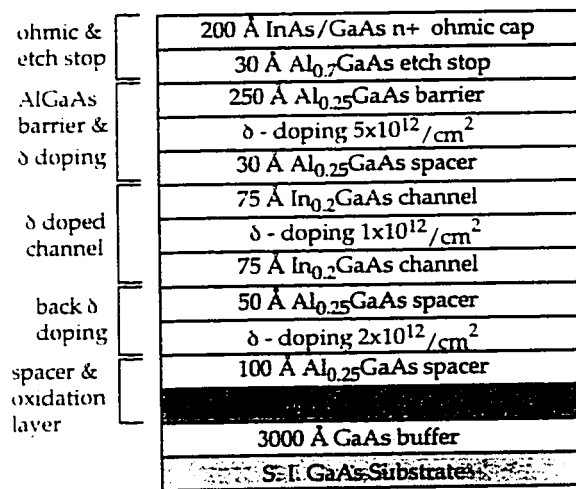 ohmic &
etch stop
AlGaAs
barrier &
δ doping
δ doped
channel
back δ
doping
spacer &
oxidation
layer
200 Å InAs/GaAs n+ ohmic cap
30 Å Al0.7GaAs etch stop
250 Å Al0.25GaAs barrier
δ - doping 5x10^12/cm^2
30 Å Al0.25GaAs spacer
75 Å In0.2GaAs channel
δ - doping 1x10^12/cm^2
75 Å In0.2GaAs channel
50 Å Al0.25GaAs spacer
δ - doping 2x10^12/cm^2
100 Å Al0.25GaAs spacer
3000 Å GaAs buffer
S. I. GaAs Substrates